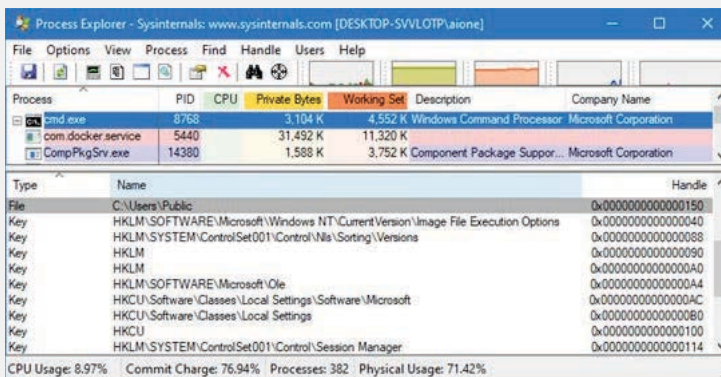 Process Explorer - Sysinternals: www.sysinternals.com [DESKTOP-SVVLOTP\aione]
File Options View Process Find Handle Users Help
Process PID CPU Private Bytes Working Set Description Company Name
cmd.exe 8768 3,104 K 4,552 K Windows Command Processor Microsoft Corporation
com.docker.service 5440 31,492 K 11,320 K
CompPkgSrv.exe 14380 1,588 K 3,752 K Component Package Suppor... Microsoft Corporation
Type Name Handle
File C:\Users\Public 0x0000000000000150
Key HKLM\SOFTWARE\Microsoft\Windows NT\CurrentVersion\Image File Execution Options 0x0000000000000040
Key HKLM\SYSTEM\ControlSet001\Control\Nls\Sorting\Versions 0x0000000000000088
Key HKLM 0x0000000000000090
Key HKLM 0x00000000000000A0
Key HKLM\SOFTWARE\Microsoft\Ole 0x00000000000000A4
Key HKCU\Software\Classes\Local Settings\Software\Microsoft 0x00000000000000AC
Key HKCU\Software\Classes\Local Settings 0x00000000000000B0
Key HKCU 0x0000000000000100
Key HKLM\SYSTEM\ControlSet001\Control\Session Manager 0x0000000000000114
CPU Usage: 8.97% Commit Charge: 76.94% Processes: 382 Physical Usage: 71.42%